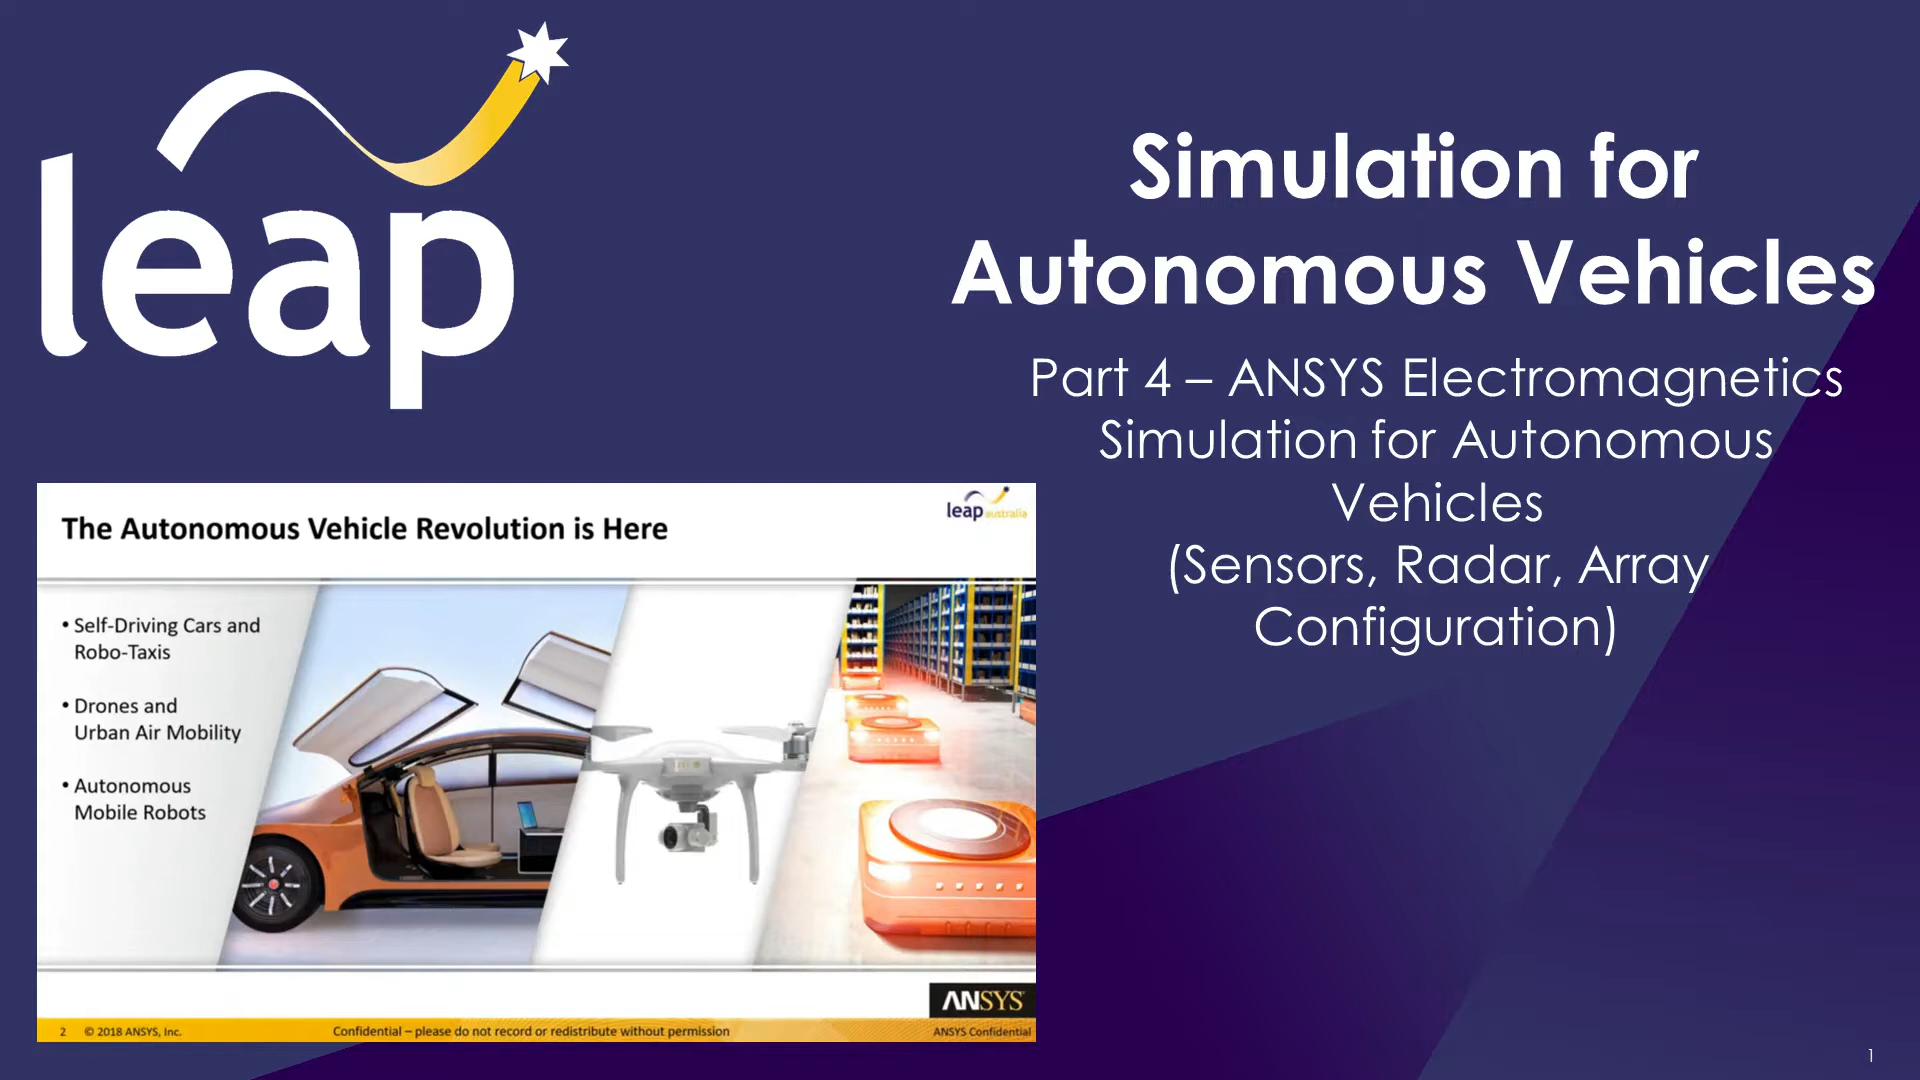 leap
Simulation for
Autonomous Vehicles
Part 4 – ANSYS Electromagnetics
Simulation for Autonomous
Vehicles
(Sensors, Radar, Array
Configuration)
The Autonomous Vehicle Revolution is Here
leap australia
• Self-Driving Cars and
Robo-Taxis
• Drones and
Urban Air Mobility
• Autonomous
Mobile Robots
ANSYS
2 © 2018 ANSYS, Inc. Confidential – please do not record or redistribute without permission ANSYS Confidential
1